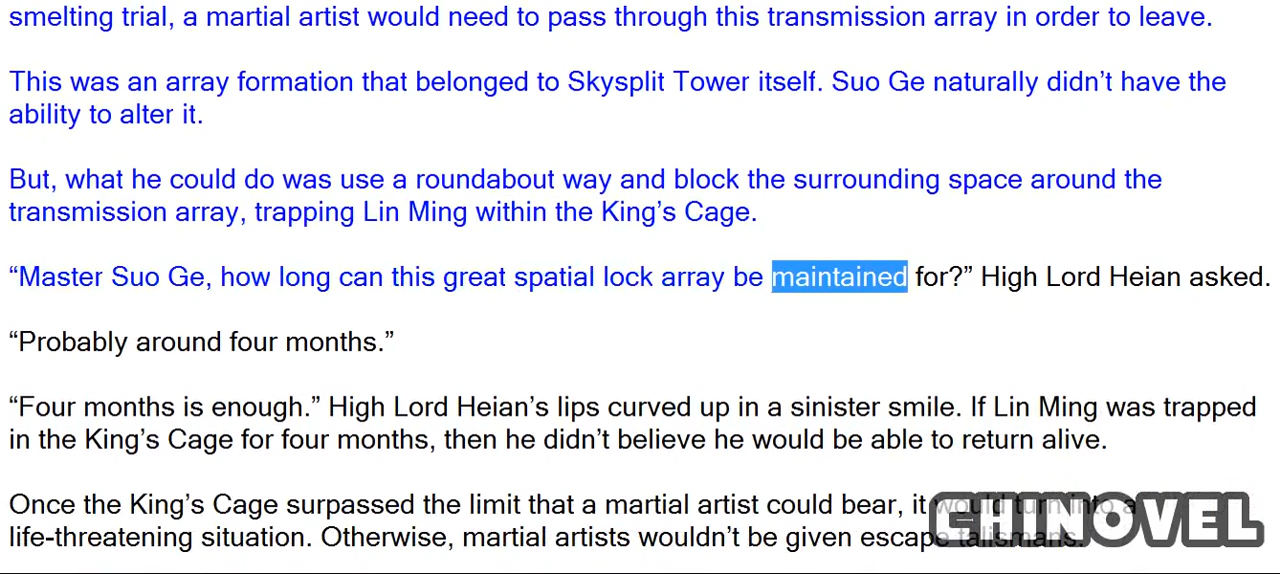 smelting trial, a martial artist would need to pass through this transmission array in order to leave.
This was an array formation that belonged to Skysplit Tower itself. Suo Ge naturally didn’t have the
ability to alter it.
But, what he could do was use a roundabout way and block the surrounding space around the
transmission array, trapping Lin Ming within the King’s Cage.
“Master Suo Ge, how long can this great spatial lock array be maintained for?” High Lord Heian asked.
“Probably around four months.”
“Four months is enough.” High Lord Heian’s lips curved up in a sinister smile. If Lin Ming was trapped
in the King’s Cage for four months, then he didn’t believe he would be able to return alive.
Once the King’s Cage surpassed the limit that a martial artist could bear, it would turn into a
life-threatening situation. Otherwise, martial artists wouldn’t be given escape talismans.
CHINOVEL